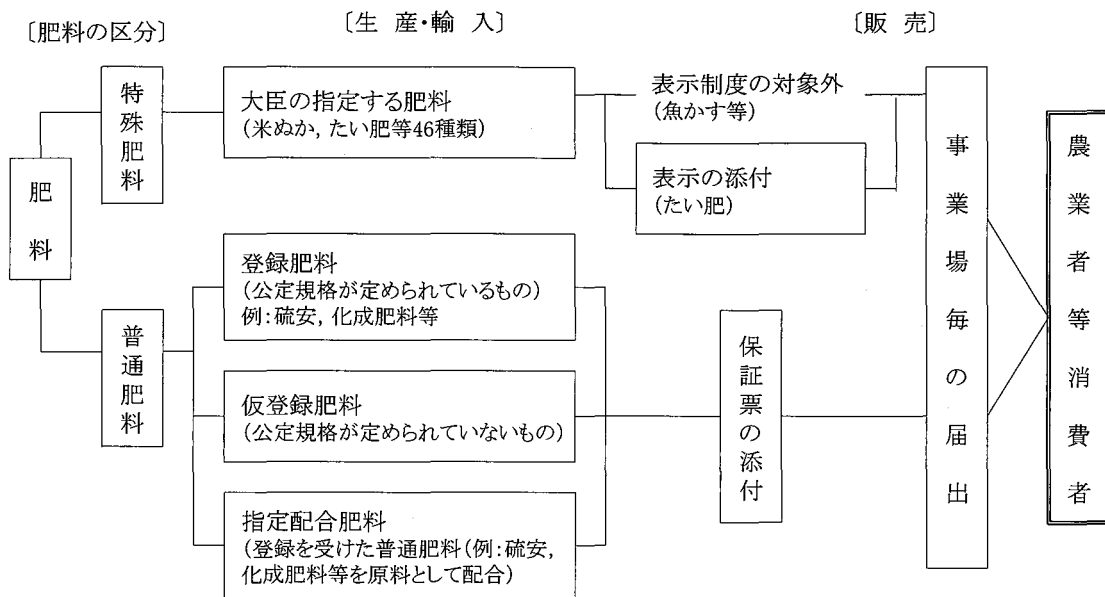 〔肥料の区分〕
〔生 産・輸 入〕
〔販 売〕
肥料
特殊肥料
大臣の指定する肥料
(米ぬか, たい肥等46種類)
表示制度の対象外
(魚かす等)
表示の添付
(たい肥)
普通肥料
登録肥料
(公定規格が定められているもの)
例:硫安, 化成肥料等
仮登録肥料
(公定規格が定められていないもの)
指定配合肥料
(登録を受けた普通肥料(例:硫安,
化成肥料等を原料として配合)
保証票の添付
事業場毎の届出
農業者等消費者